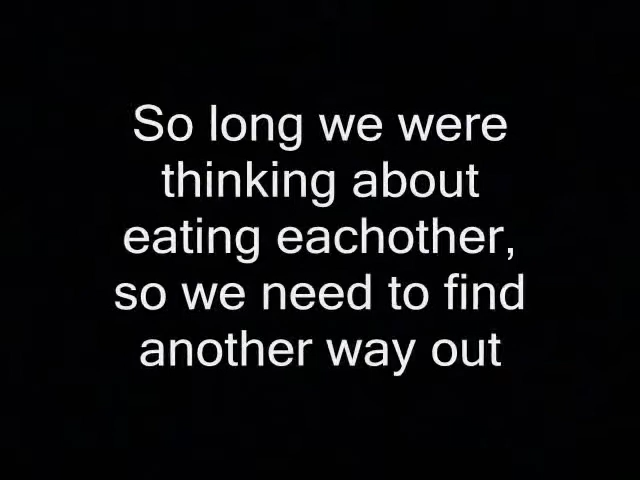 So long we were
thinking about
eating eachother,
so we need to find
another way out